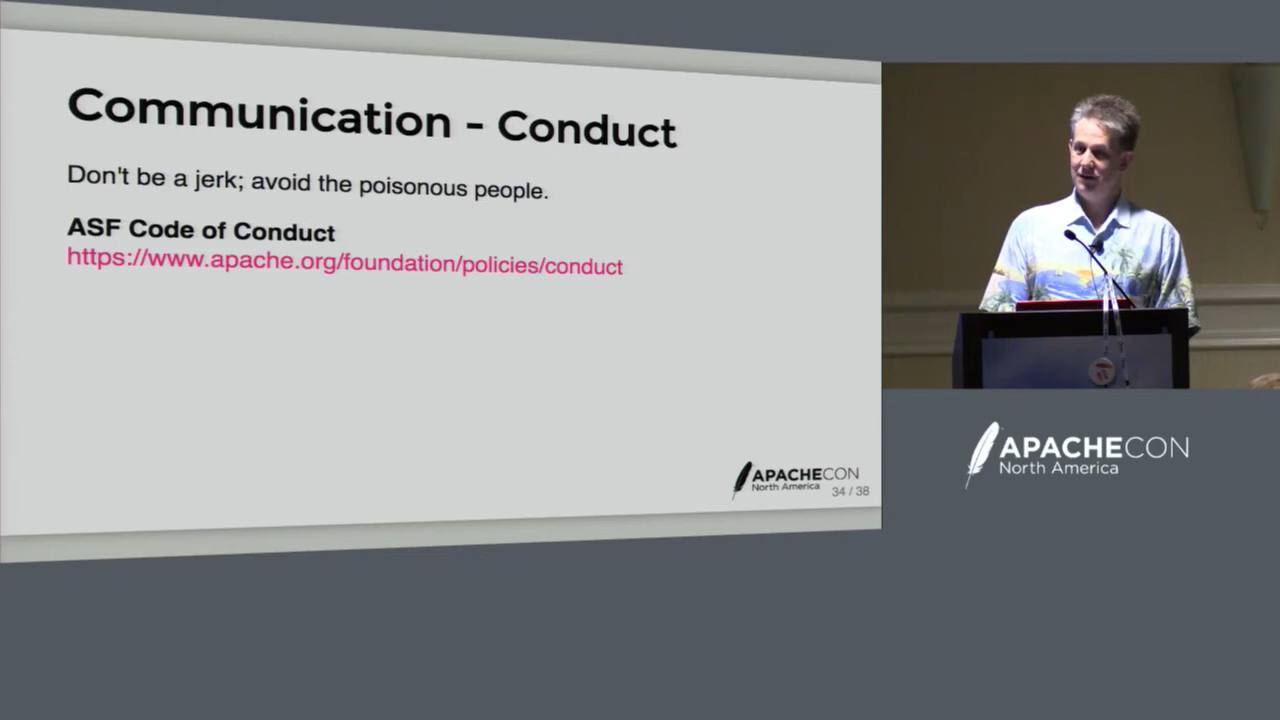 Communication - Conduct
Don't be a jerk; avoid the poisonous people.
ASF Code of Conduct
https://www.apache.org/foundation/policies/conduct
APACHECON
North America
34 / 38
APACHECON
North America